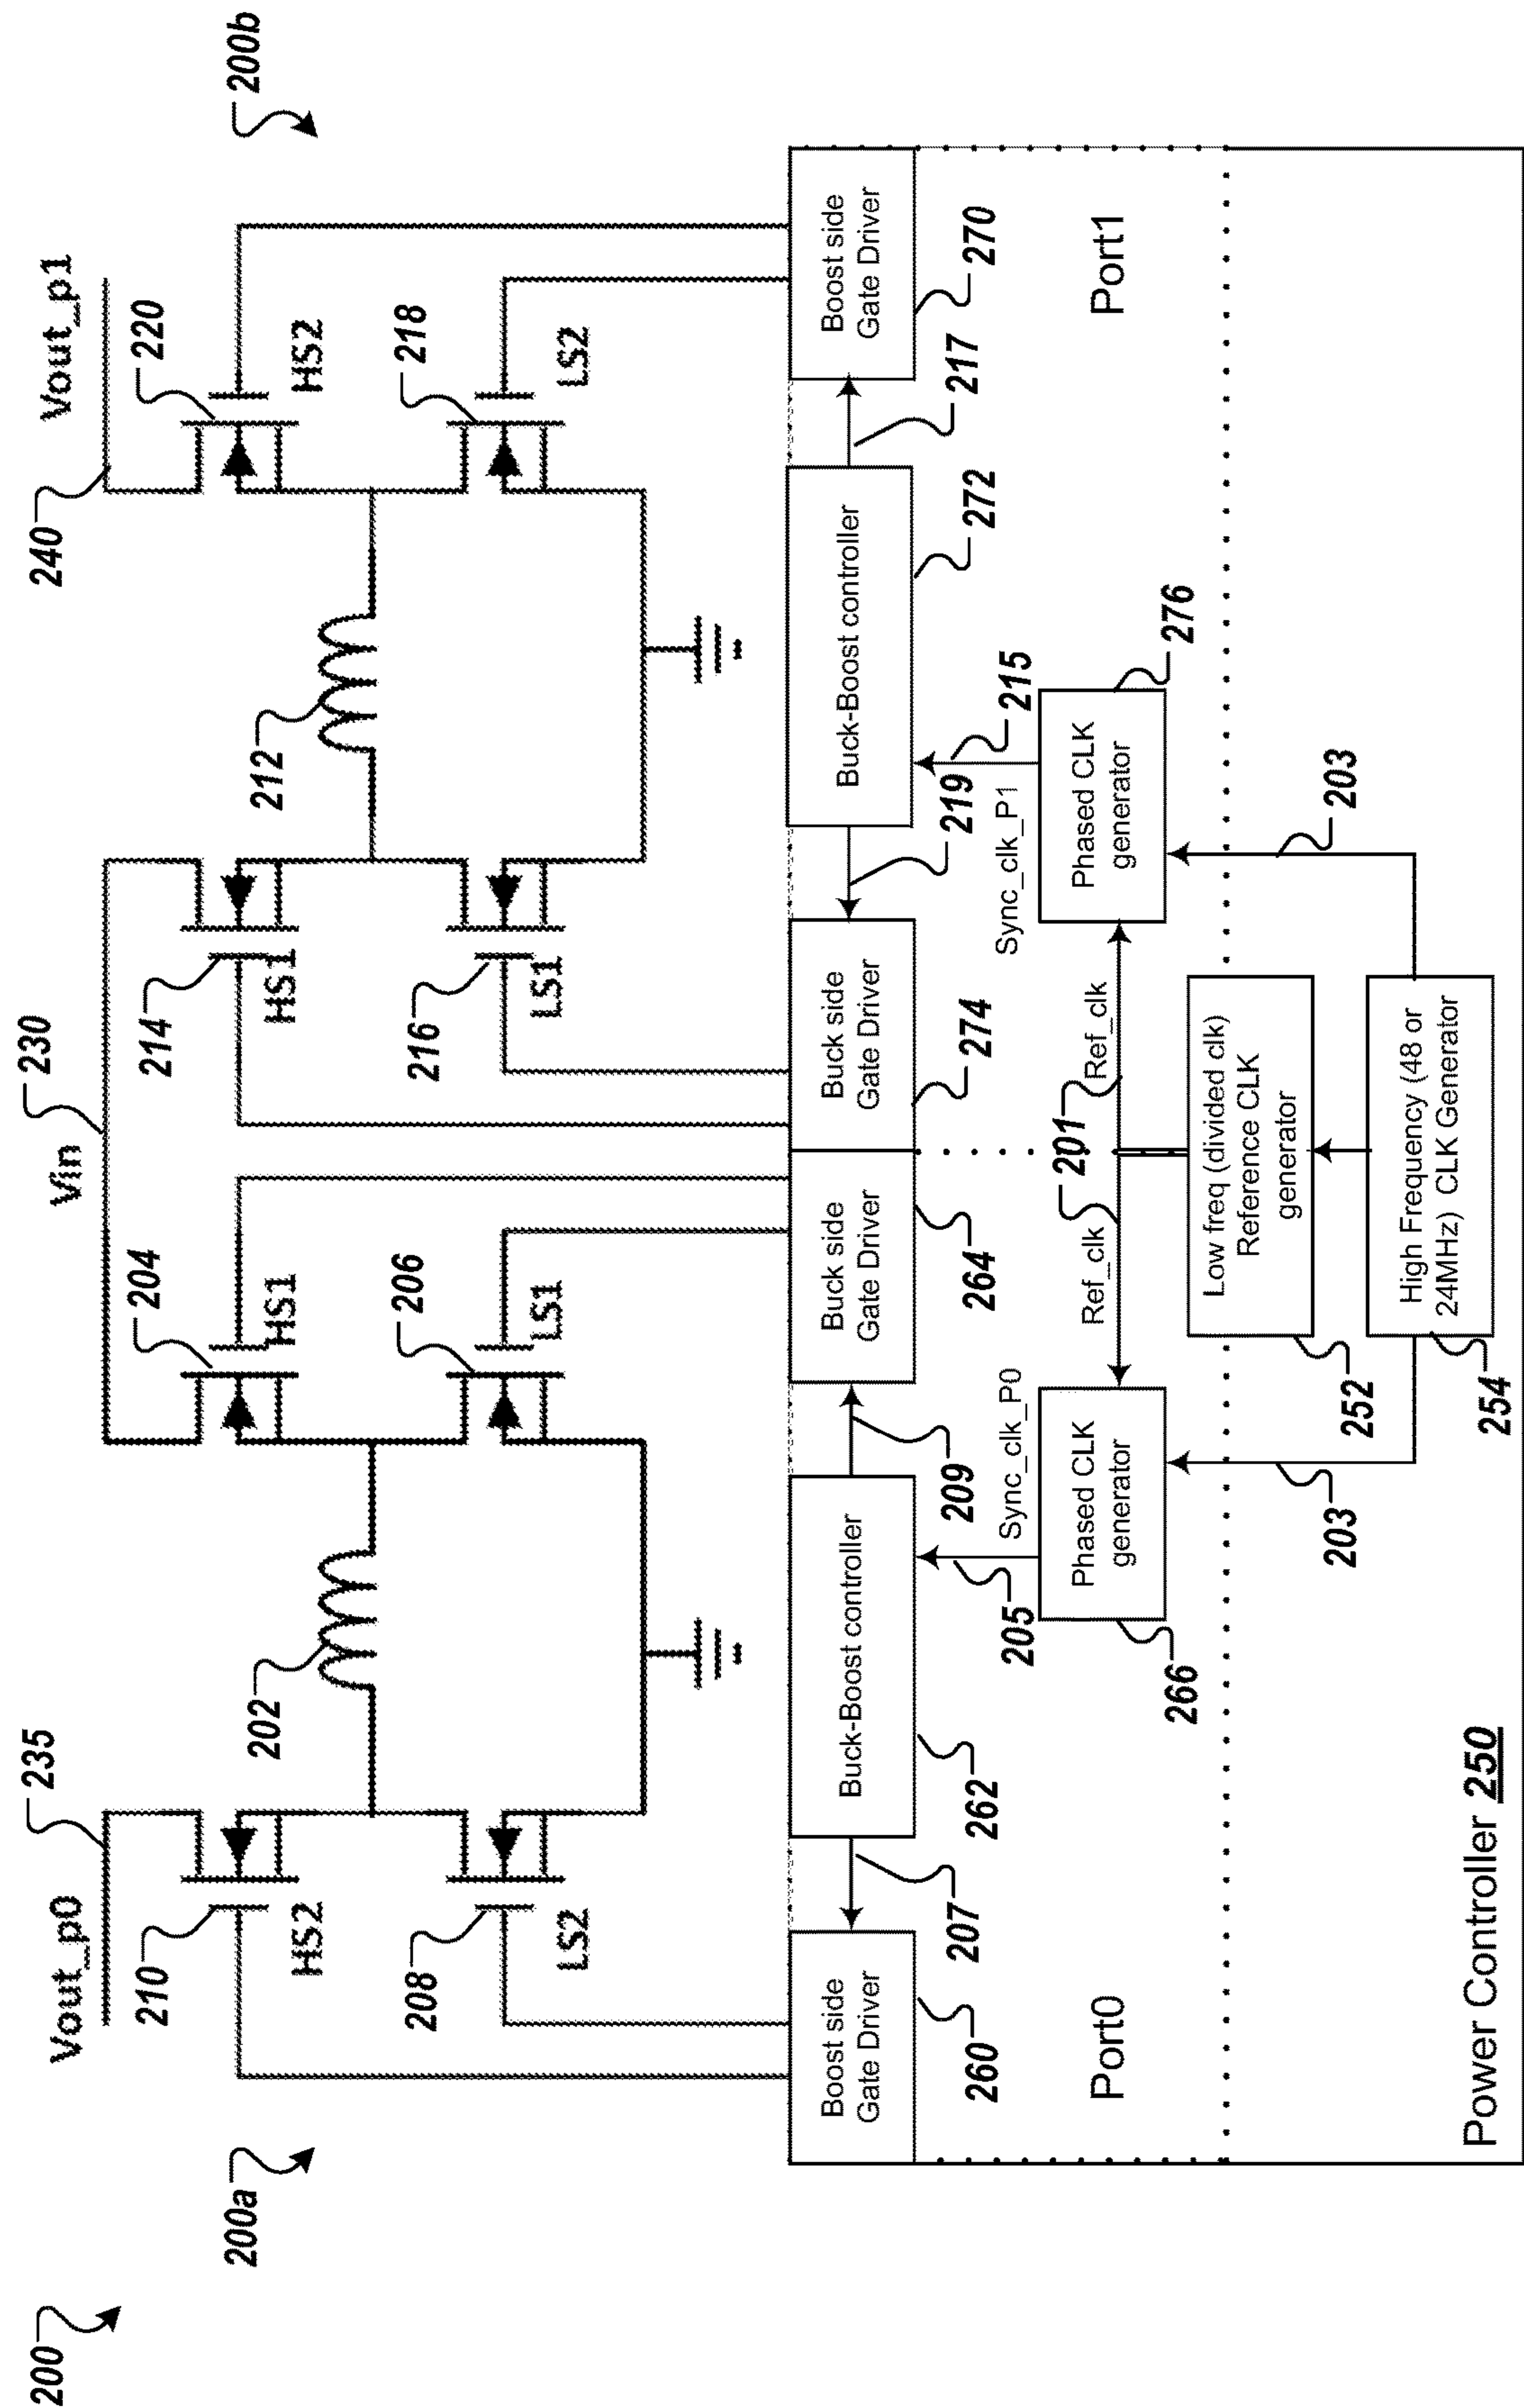 200
200a
200b
Vout_p0
235
Vin
230
Vout_p1
240
210
HS2
202
204
HS1
214
HS1
212
220
HS2
208
LS2
206
LS1
216
LS1
218
LS2
Boost side
Gate Driver
Buck-Boost controller
Buck side
Gate Driver
Buck side
Gate Driver
Buck-Boost controller
Boost side
Gate Driver
260
207
262
209
264
274
219
272
217
270
205
Sync_clk_P0
Sync_clk_P1
215
Port0
Port1
266
Phased CLK
generator
Ref_clk
201
201
Ref_clk
Phased CLK
generator
276
203
252
Low freq (divided clk)
Reference CLK
generator
203
254
High Frequency (48 or
24MHz) CLK Generator
Power Controller 250